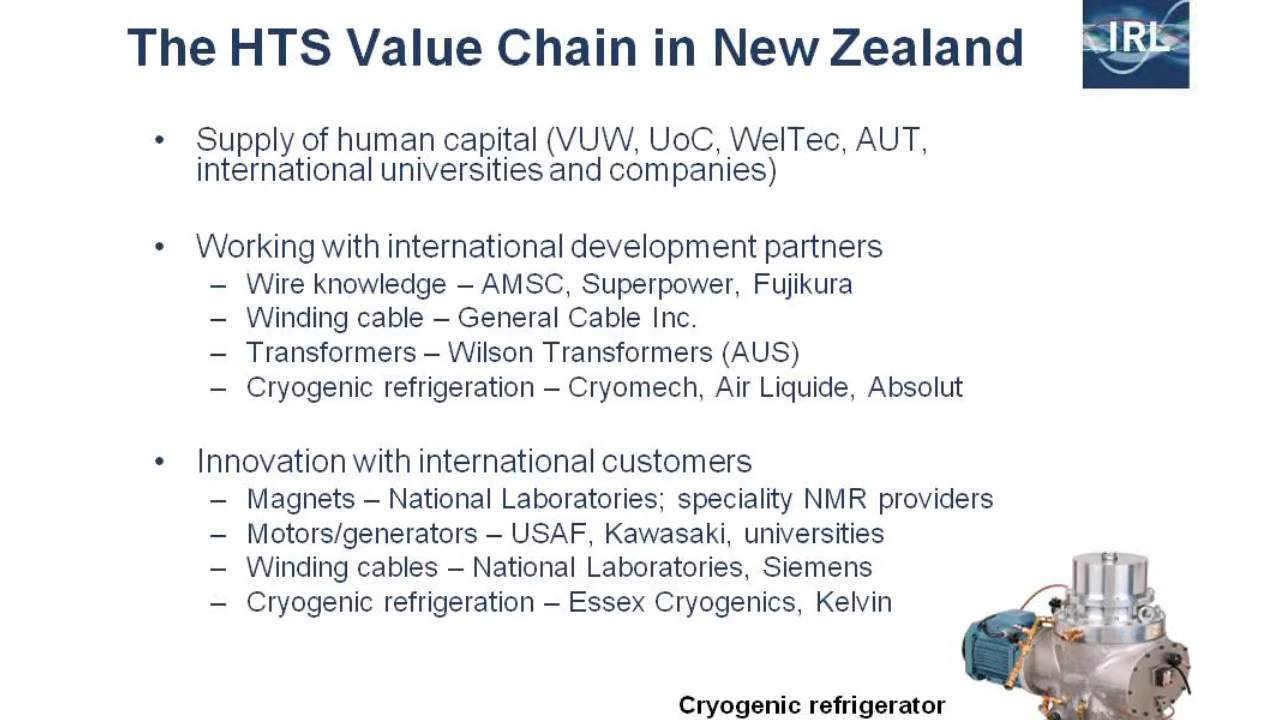 The HTS Value Chain in New Zealand
IRL
• Supply of human capital (VUW, UoC, WelTec, AUT,
international universities and companies)
• Working with international development partners
– Wire knowledge – AMSC, Superpower, Fujikura
– Winding cable – General Cable Inc.
– Transformers – Wilson Transformers (AUS)
– Cryogenic refrigeration – Cryomech, Air Liquide, Absolut
• Innovation with international customers
– Magnets – National Laboratories; speciality NMR providers
– Motors/generators – USAF, Kawasaki, universities
– Winding cables – National Laboratories, Siemens
– Cryogenic refrigeration – Essex Cryogenics, Kelvin
Cryogenic refrigerator